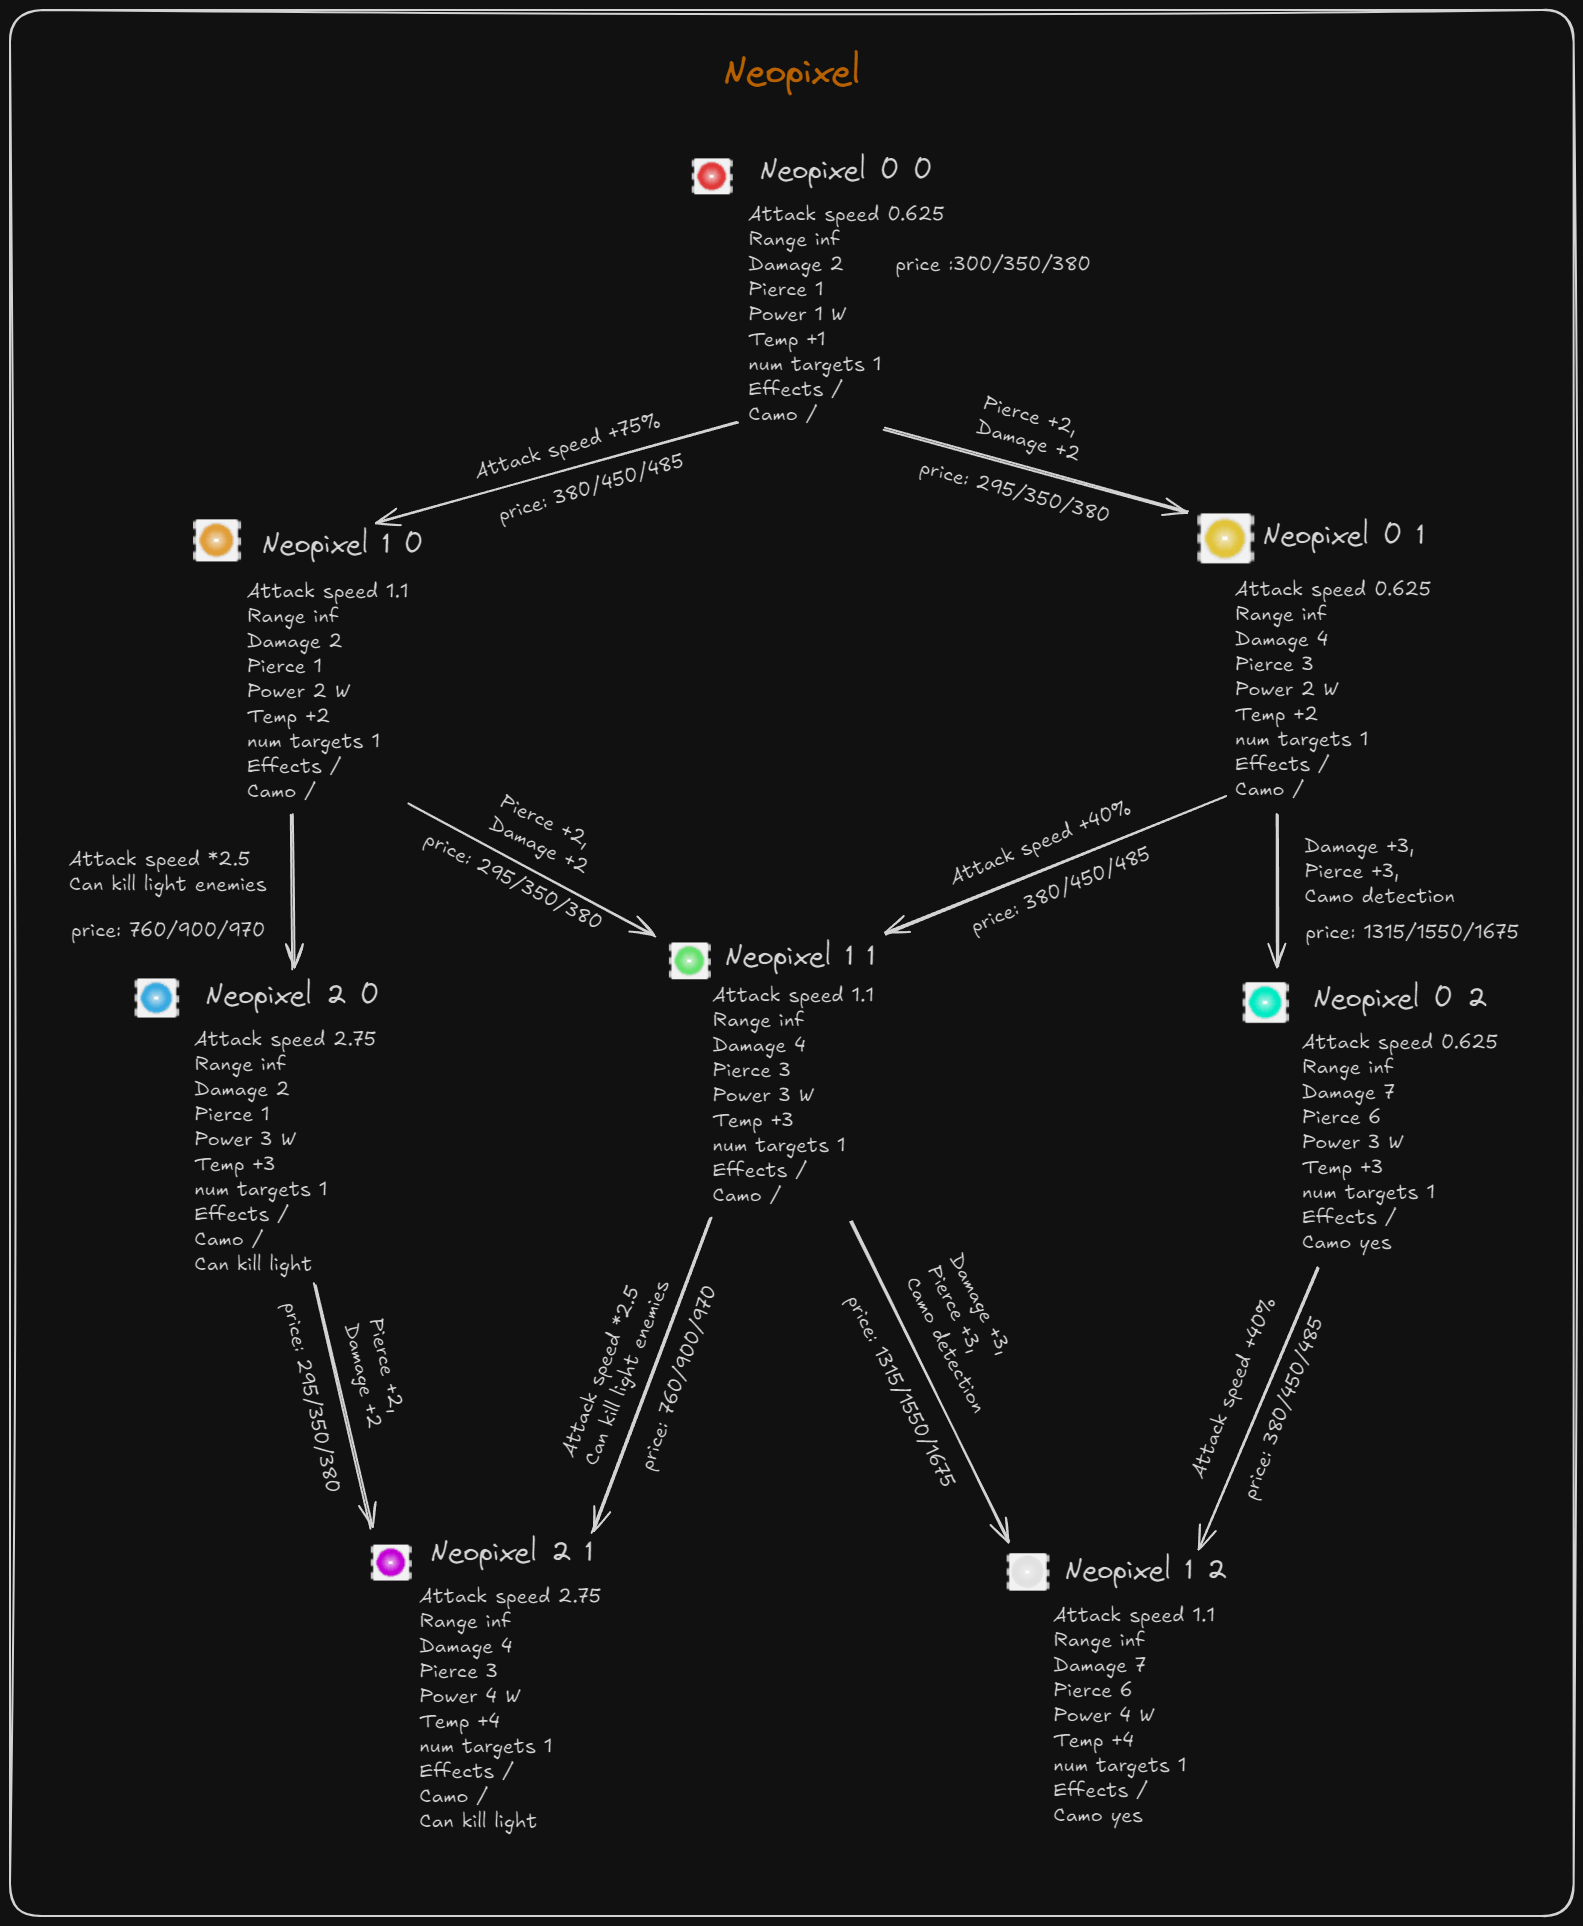 Neopixel
Neopixel 0 0
Attack speed 0.625
Range inf
Damage 2
price :300/350/380
Pierce 1
Power 1 W
Temp +1
num targets 1
Effects /
Camo /
Attack speed +75%
price: 380/450/485
Pierce +2,
Damage +2
price: 295/350/380
Neopixel 1 0
Attack speed 1.1
Range inf
Damage 2
Pierce 1
Power 2 W
Temp +2
num targets 1
Effects /
Camo /
Neopixel 0 1
Attack speed 0.625
Range inf
Damage 4
Pierce 3
Power 2 W
Temp +2
num targets 1
Effects /
Camo /
Attack speed *2.5
Can kill light enemies
price: 760/900/970
Pierce +2,
Damage +2
price: 295/350/380
Attack speed +40%
price: 380/450/485
Damage +3,
Pierce +3,
Camo detection
price: 1315/1550/1675
Neopixel 2 0
Attack speed 2.75
Range inf
Damage 2
Pierce 1
Power 3 W
Temp +3
num targets 1
Effects /
Camo /
Can kill light
Neopixel 1 1
Attack speed 1.1
Range inf
Damage 4
Pierce 3
Power 3 W
Temp +3
num targets 1
Effects /
Camo /
Neopixel 0 2
Attack speed 0.625
Range inf
Damage 7
Pierce 6
Power 3 W
Temp +3
num targets 1
Effects /
Camo yes
Pierce +2,
Damage +2
price: 295/350/380
Attack speed *2.5
Can kill light enemies
price: 760/900/970
Damage +3,
Pierce +3,
Camo detection
price: 1315/1550/1675
Attack speed +40%
price: 380/450/485
Neopixel 2 1
Attack speed 2.75
Range inf
Damage 4
Pierce 3
Power 4 W
Temp +4
num targets 1
Effects /
Camo /
Can kill light
Neopixel 1 2
Attack speed 1.1
Range inf
Damage 7
Pierce 6
Power 4 W
Temp +4
num targets 1
Effects /
Camo yes